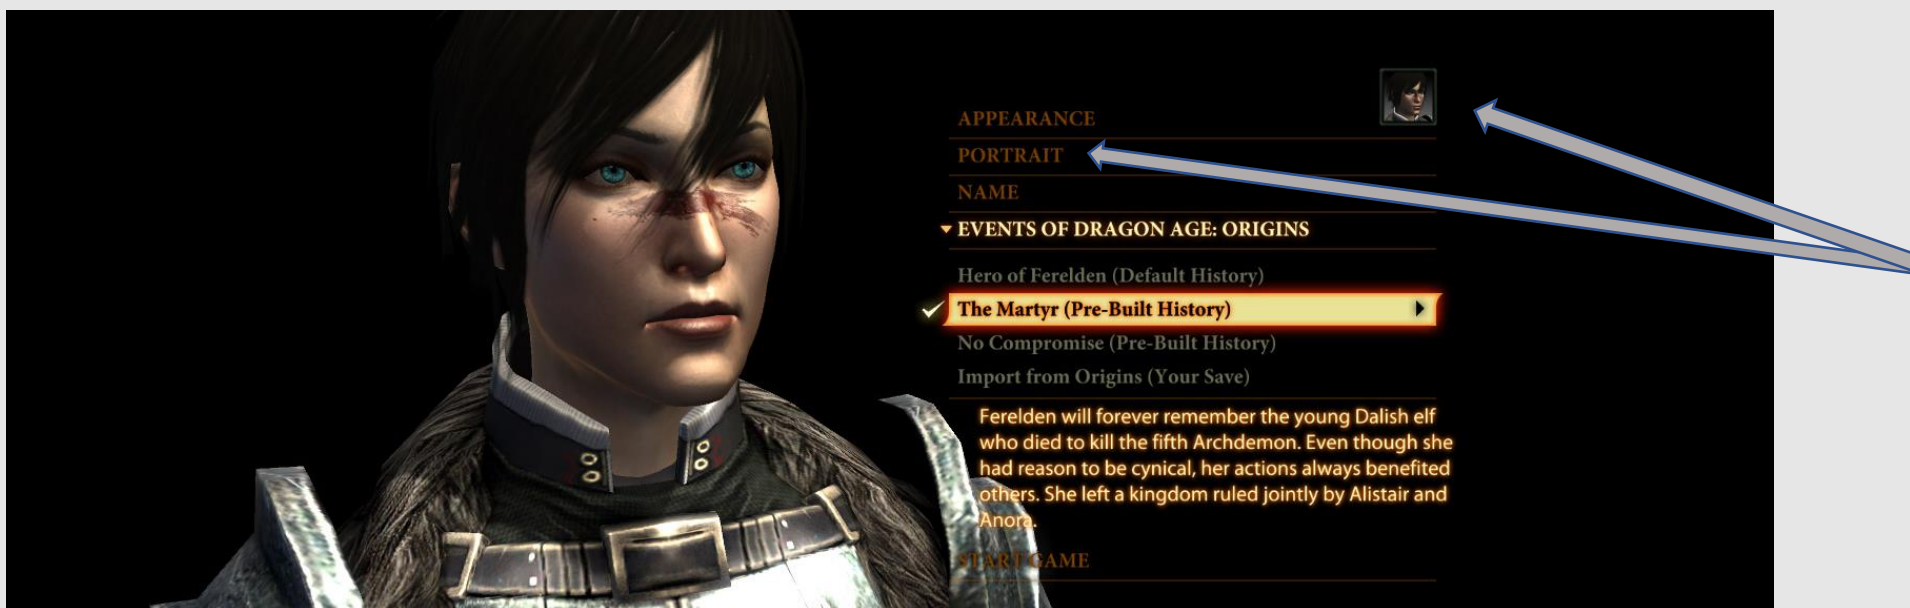 APPEARANCE
PORTRAIT
NAME
EVENTS OF DRAGON AGE: ORIGINS
Hero of Ferelden (Default History)
The Martyr (Pre-Built History)
No Compromise (Pre-Built History)
Import from Origins (Your Save)
Ferelden will forever remember the young Dalish elf
who died to kill the fifth Archdemon. Even though she
had reason to be cynical, her actions always benefited
others. She left a kingdom ruled jointly by Alistair and
Anora.
START GAME